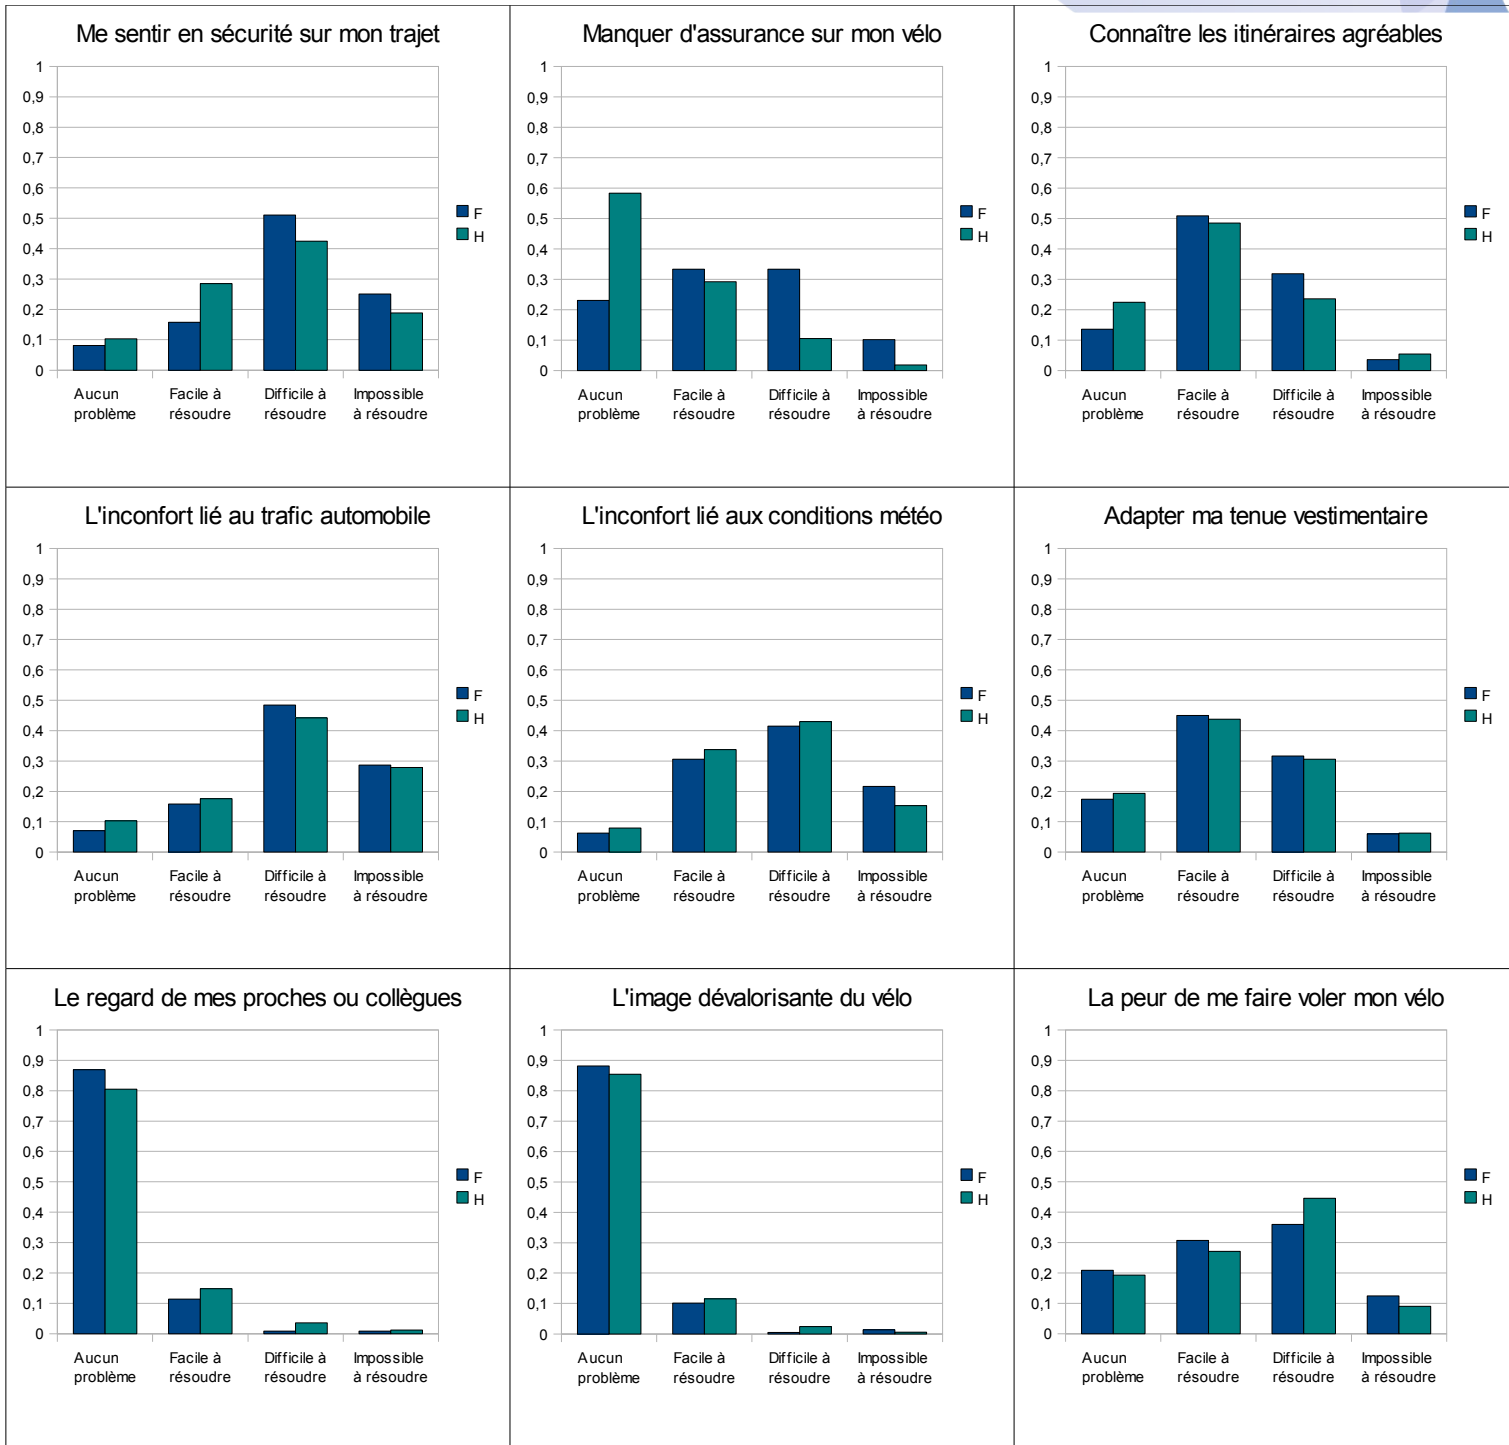 Me sentir en sécurité sur mon trajet
1
0,9
0,8
0,7
0,6
0,5
0,4
0,3
0,2
0,1
0
F
H
Aucun problème
Facile à résoudre
Difficile à résoudre
Impossible à résoudre
Manquer d'assurance sur mon vélo
1
0,9
0,8
0,7
0,6
0,5
0,4
0,3
0,2
0,1
0
F
H
Aucun problème
Facile à résoudre
Difficile à résoudre
Impossible à résoudre
Connaître les itinéraires agréables
1
0,9
0,8
0,7
0,6
0,5
0,4
0,3
0,2
0,1
0
F
H
Aucun problème
Facile à résoudre
Difficile à résoudre
Impossible à résoudre
L'inconfort lié au trafic automobile
1
0,9
0,8
0,7
0,6
0,5
0,4
0,3
0,2
0,1
0
F
H
Aucun problème
Facile à résoudre
Difficile à résoudre
Impossible à résoudre
L'inconfort lié aux conditions météo
1
0,9
0,8
0,7
0,6
0,5
0,4
0,3
0,2
0,1
0
F
H
Aucun problème
Facile à résoudre
Difficile à résoudre
Impossible à résoudre
Adapter ma tenue vestimentaire
1
0,9
0,8
0,7
0,6
0,5
0,4
0,3
0,2
0,1
0
F
H
Aucun problème
Facile à résoudre
Difficile à résoudre
Impossible à résoudre
Le regard de mes proches ou collègues
1
0,9
0,8
0,7
0,6
0,5
0,4
0,3
0,2
0,1
0
F
H
Aucun problème
Facile à résoudre
Difficile à résoudre
Impossible à résoudre
L'image dévalorisante du vélo
1
0,9
0,8
0,7
0,6
0,5
0,4
0,3
0,2
0,1
0
F
H
Aucun problème
Facile à résoudre
Difficile à résoudre
Impossible à résoudre
La peur de me faire voler mon vélo
1
0,9
0,8
0,7
0,6
0,5
0,4
0,3
0,2
0,1
0
F
H
Aucun problème
Facile à résoudre
Difficile à résoudre
Impossible à résoudre